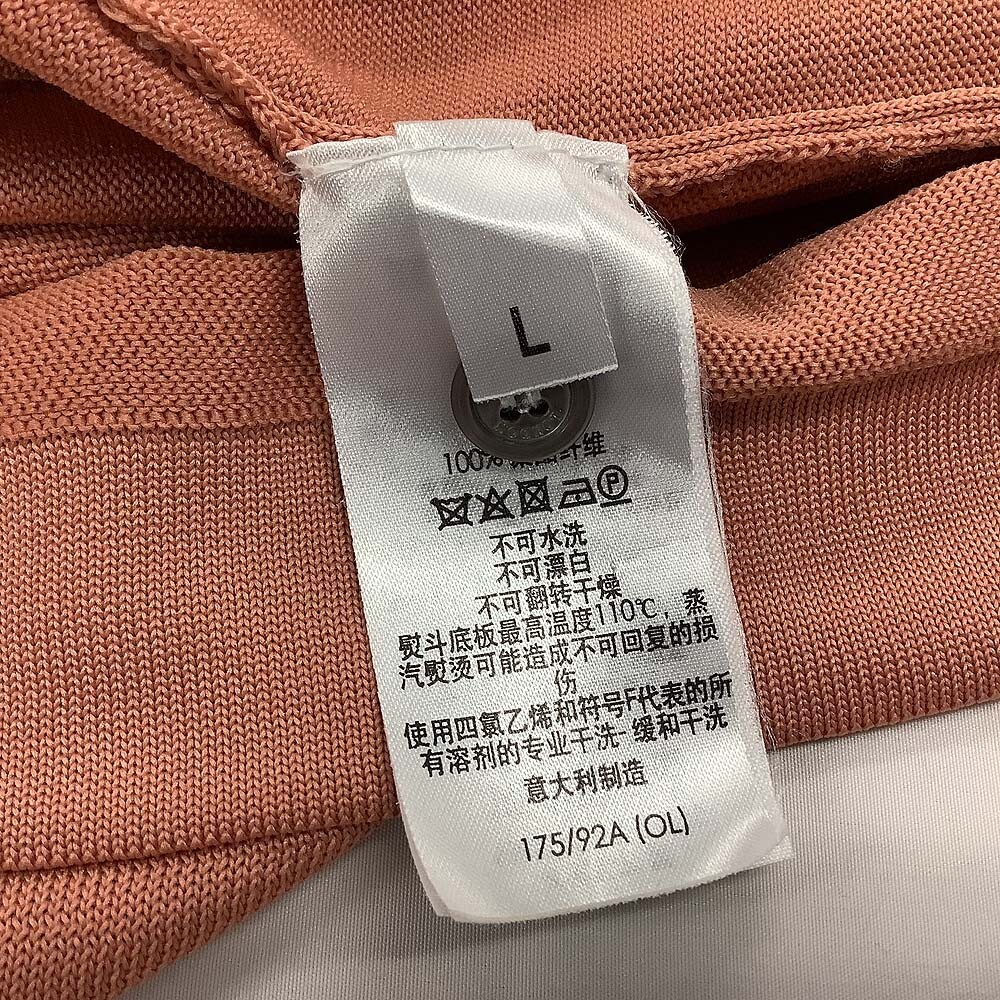 L
100% 纤维
不可水洗
不可漂白
不可翻转干燥
熨斗底板最高温度110℃，蒸
汽熨烫可能造成不可回复的损
伤
使用四氯乙烯和符号F代表的所
有溶剂的专业干洗-缓和干洗
意大利制造
175/92A (OL)